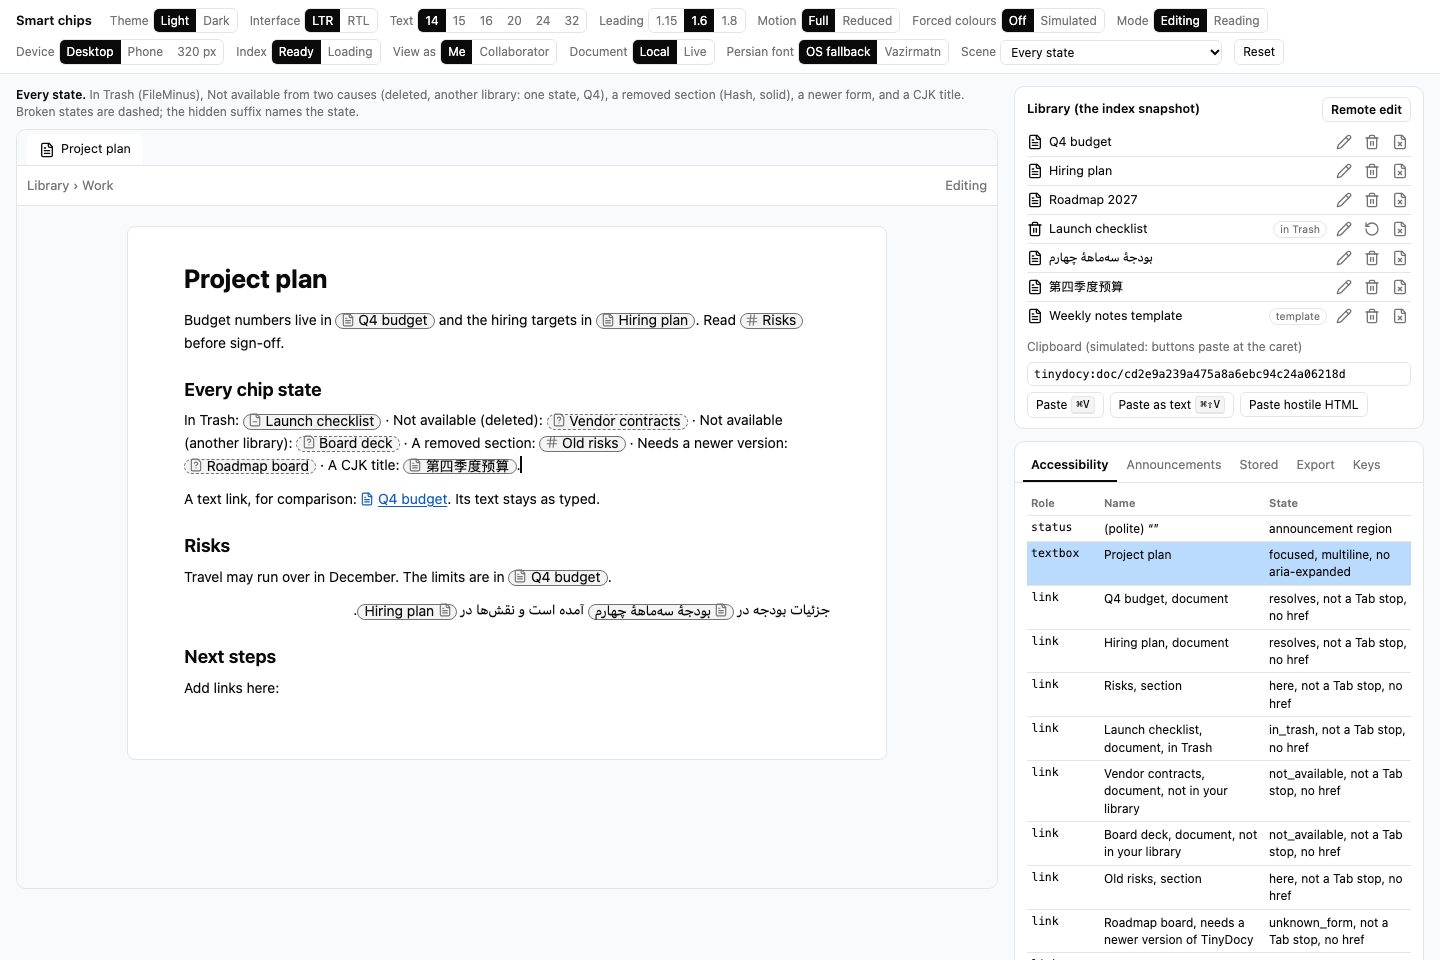 Smart chips Theme Light Dark Interface LTR RTL Text 14 15 16 20 24 32 Leading 1.15 1.6 1.8 Motion Full Reduced Forced colours Off Simulated Mode Editing Reading
Device Desktop Phone 320 px Index Ready Loading View as Me Collaborator Document Local Live Persian font OS fallback Vazirmatn Scene Every state Reset
Every state. In Trash (FileMinus), Not available from two causes (deleted, another library: one state, Q4), a removed section (Hash, solid), a newer form, and a CJK title.
Broken states are dashed; the hidden suffix names the state.
Project plan
Library › Work
Editing
Project plan
Budget numbers live in Q4 budget and the hiring targets in Hiring plan. Read # Risks
before sign-off.
Every chip state
In Trash: Launch checklist · Not available (deleted): Vendor contracts · Not available
(another library): Board deck · A removed section: # Old risks · Needs a newer version:
Roadmap board · A CJK title: 第四季度预算.
A text link, for comparison: Q4 budget. Its text stays as typed.
Risks
Travel may run over in December. The limits are in Q4 budget.
جزئیات بودجه در بودجهٔ سه‌ماههٔ چهارم آمده است و نقش‌ها در Hiring plan.
Next steps
Add links here:
Library (the index snapshot) Remote edit
Q4 budget
Hiring plan
Roadmap 2027
Launch checklist in Trash
بودجهٔ سه‌ماههٔ چهارم
第四季度预算
Weekly notes template template
Clipboard (simulated: buttons paste at the caret)
tinydocy:doc/cd2e9a239a475a8a6ebc94c24a06218d
Paste ⌘V Paste as text ⌘⇧V Paste hostile HTML
Accessibility Announcements Stored Export Keys
Role Name State
status (polite) “” announcement region
textbox Project plan focused, multiline, no
aria-expanded
link Q4 budget, document resolves, not a Tab stop,
no href
link Hiring plan, document resolves, not a Tab stop,
no href
link Risks, section here, not a Tab stop, no
href
link Launch checklist, in_trash, not a Tab stop,
document, in Trash no href
link Vendor contracts, not_available, not a Tab
document, not in your stop, no href
library
link Board deck, document, not not_available, not a Tab
in your library stop, no href
link Old risks, section here, not a Tab stop, no
href
link Roadmap board, needs a unknown_form, not a
newer version of TinyDocy Tab stop, no href